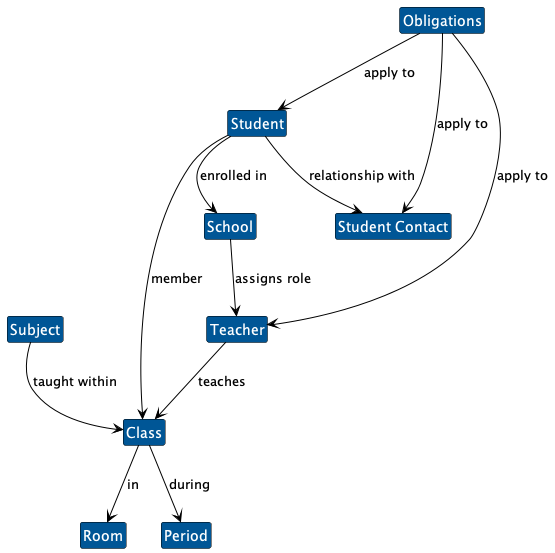 Obligations
apply to
Student
apply to
enrolled in
relationship with
apply to
School
Student Contact
member
assigns role
Subject
Teacher
taught within
teaches
Class
in
during
Room
Period